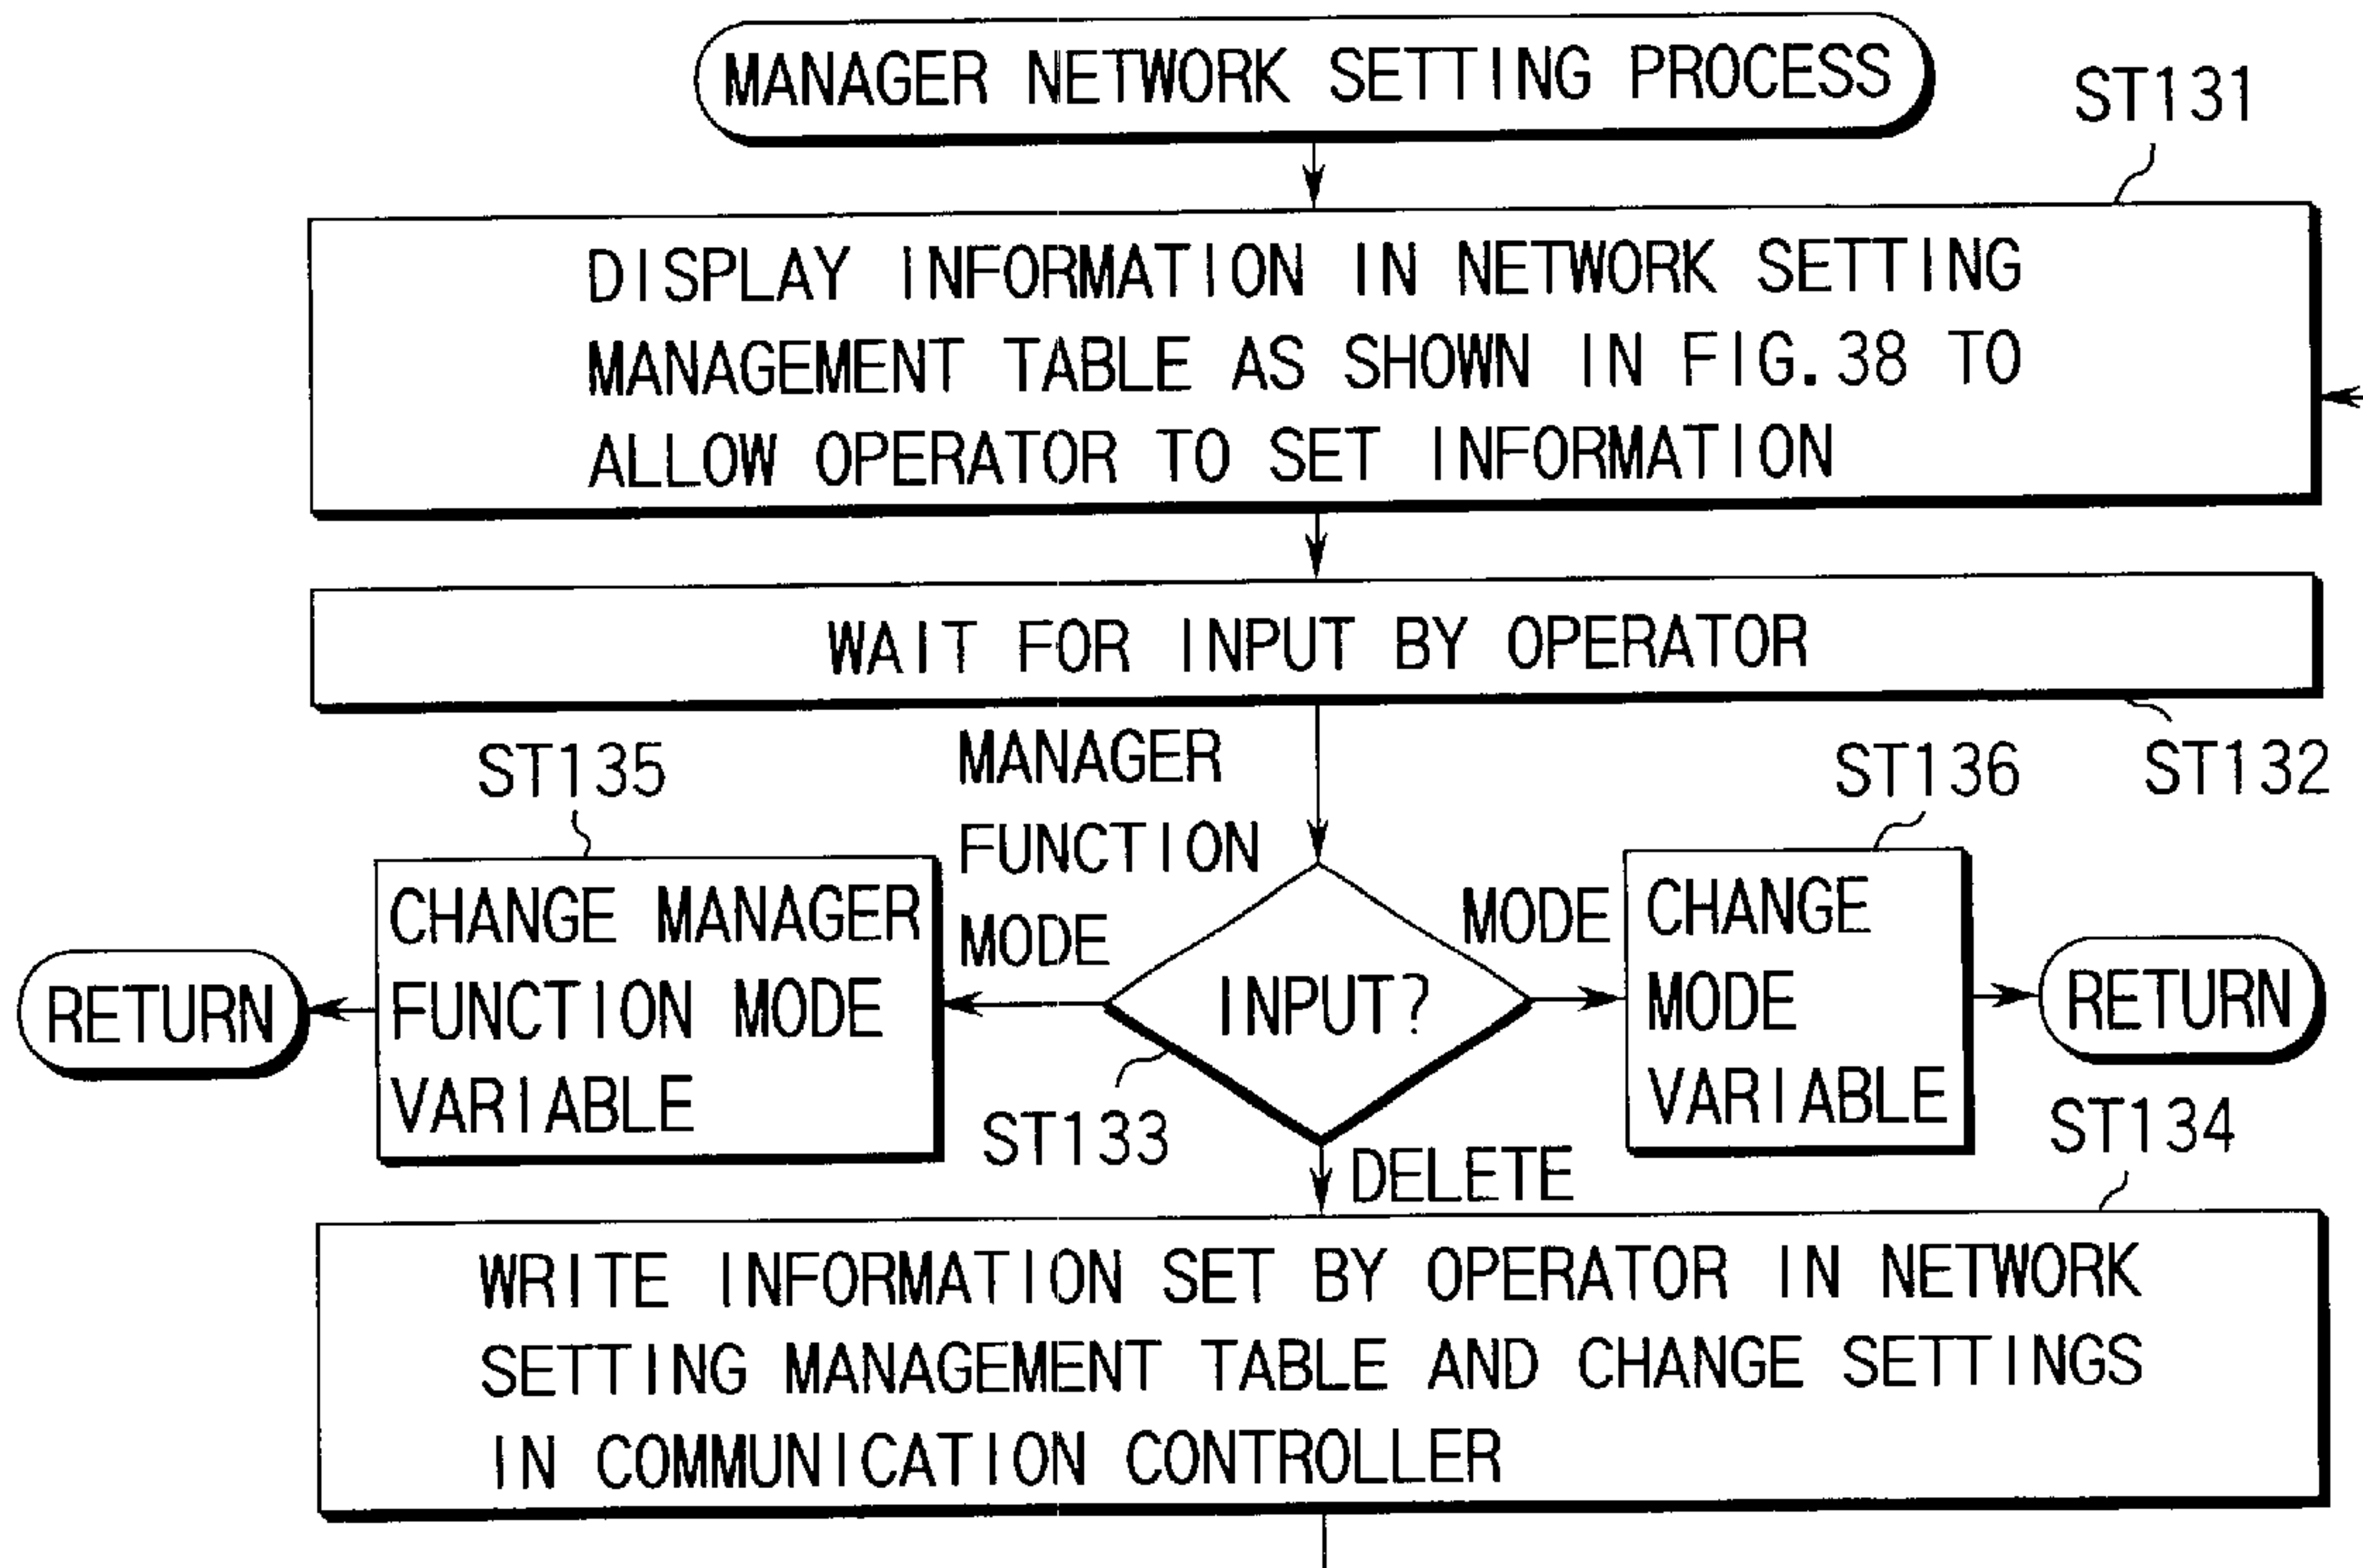 MANAGER NETWORK SETTING PROCESS
ST131
DISPLAY INFORMATION IN NETWORK SETTING
MANAGEMENT TABLE AS SHOWN IN FIG.38 TO
ALLOW OPERATOR TO SET INFORMATION
WAIT FOR INPUT BY OPERATOR
ST132
MANAGER
FUNCTION
MODE
ST135
CHANGE MANAGER
FUNCTION MODE
VARIABLE
RETURN
INPUT?
ST133
MODE
ST136
CHANGE
MODE
VARIABLE
RETURN
DELETE
ST134
WRITE INFORMATION SET BY OPERATOR IN NETWORK
SETTING MANAGEMENT TABLE AND CHANGE SETTINGS
IN COMMUNICATION CONTROLLER